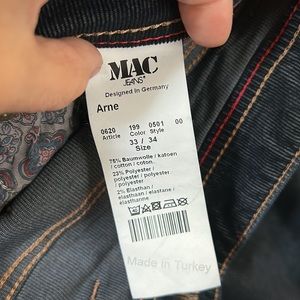 MAC
JEANS
Designed in Germany
Arne
0620 199 0501 00
Article Color Style
33 / 34
Size
75% Baumwolle / katoen
/ cotton / coton...
23% Polyester /
polyester / polyester /
polyester
2% Elasthan /
elasthaan / elastane /
elasthanne
Made in Turkey